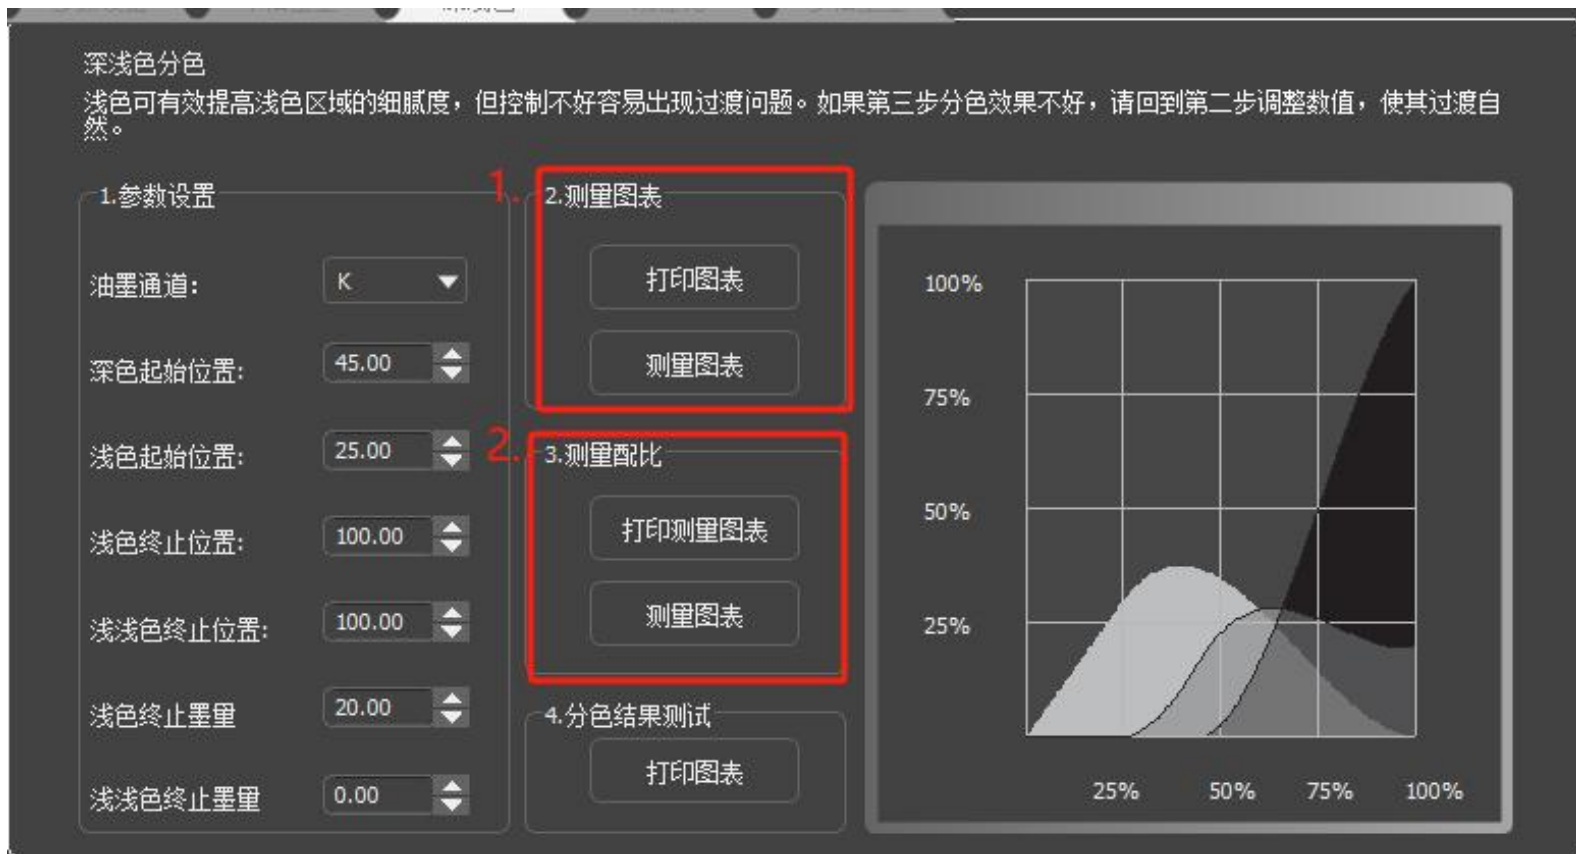 深浅色分色
浅色可有效提高浅色区域的细腻度，但控制不好容易出现过渡问题。如果第三步分色效果不好，请回到第二步调整数值，使其过渡自
然。
1.参数设置
油墨通道:
K
深色起始位置:
45.00
浅色起始位置:
25.00
浅色终止位置:
100.00
浅浅色终止位置:
100.00
浅色终止墨量
20.00
浅浅色终止墨量
0.00
1.
2.测量图表
打印图表
测量图表
2.
3.测量配比
打印测量图表
测量图表
4.分色结果测试
打印图表
100%
75%
50%
25%
25%
50%
75%
100%